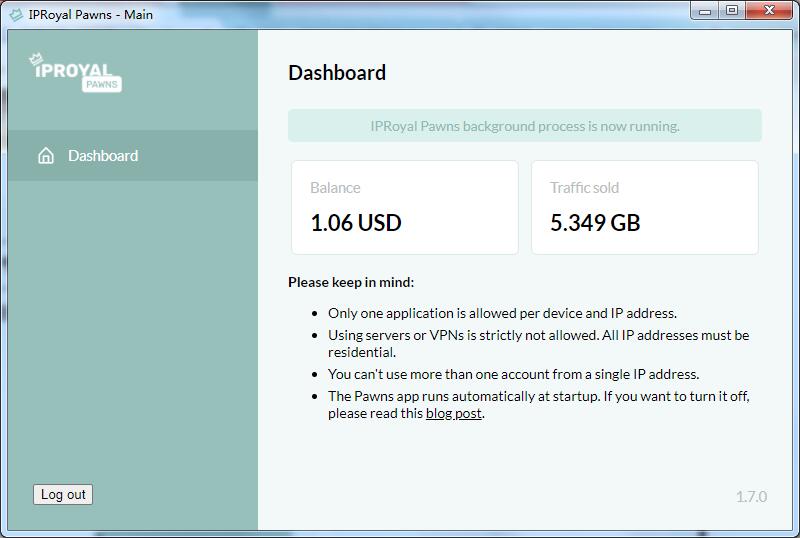 IPRoyal Pawns - Main
IPROYAL
PAWNS
Dashboard
Dashboard
IPRoyal Pawns background process is now running.
Balance
Traffic sold
1.06 USD
5.349 GB
Please keep in mind:
• Only one application is allowed per device and IP address.
• Using servers or VPNs is strictly not allowed. All IP addresses must be
residential.
• You can't use more than one account from a single IP address.
• The Pawns app runs automatically at startup. If you want to turn it off,
please read this blog post.
Log out
1.7.0